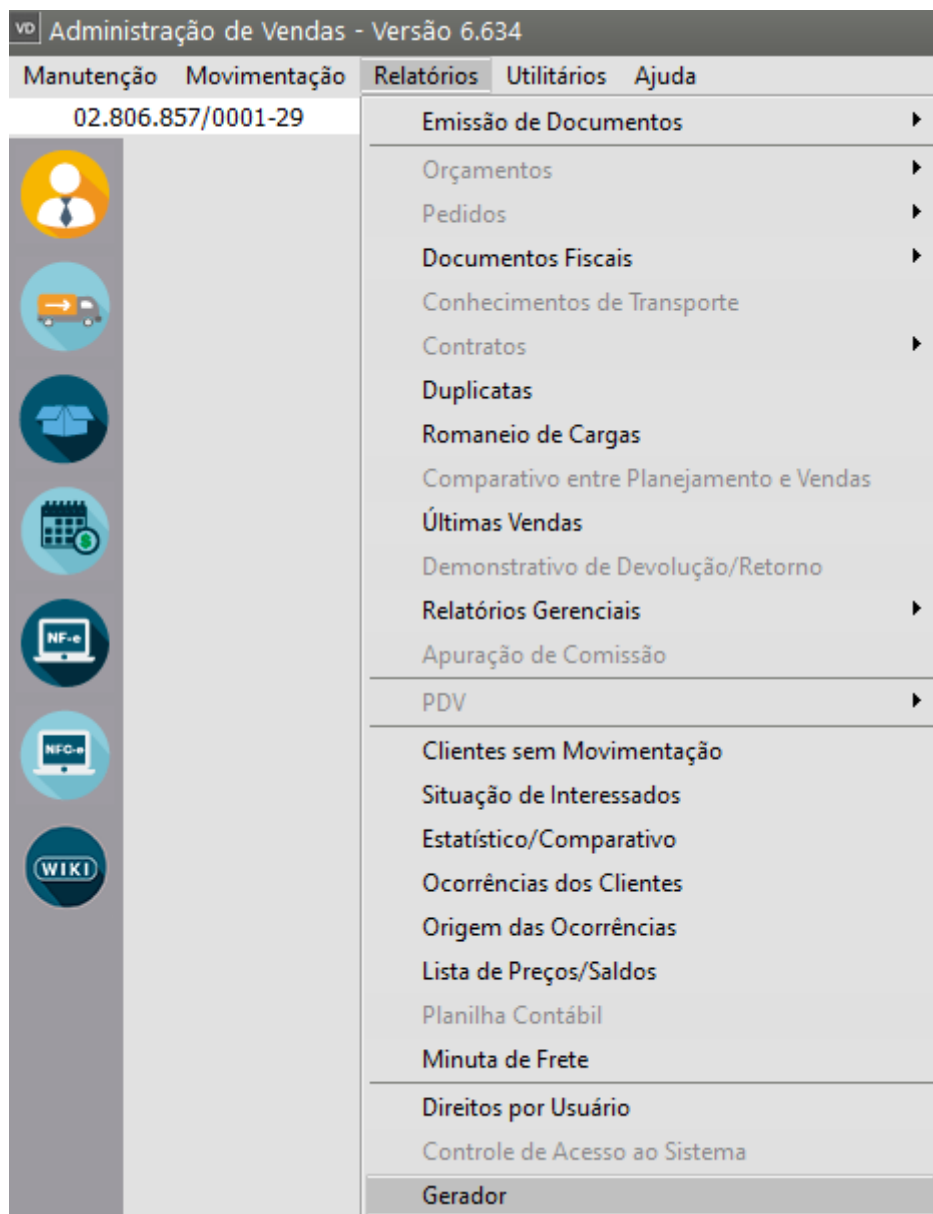 VD Administração de Vendas - Versão 6.634
Manutenção Movimentação Relatórios Utilitários Ajuda
02.806.857/0001-29
Emissão de Documentos
Orçamentos
Pedidos
Documentos Fiscais
Conhecimentos de Transporte
Contratos
Duplicatas
Romaneio de Cargas
Comparativo entre Planejamento e Vendas
Últimas Vendas
Demonstrativo de Devolução/Retorno
Relatórios Gerenciais
Apuração de Comissão
PDV
Clientes sem Movimentação
Situação de Interessados
Estatístico/Comparativo
Ocorrências dos Clientes
Origem das Ocorrências
Lista de Preços/Saldos
Planilha Contábil
Minuta de Frete
Direitos por Usuário
Controle de Acesso ao Sistema
Gerador
$
NF-e
NFC-e
WIKI